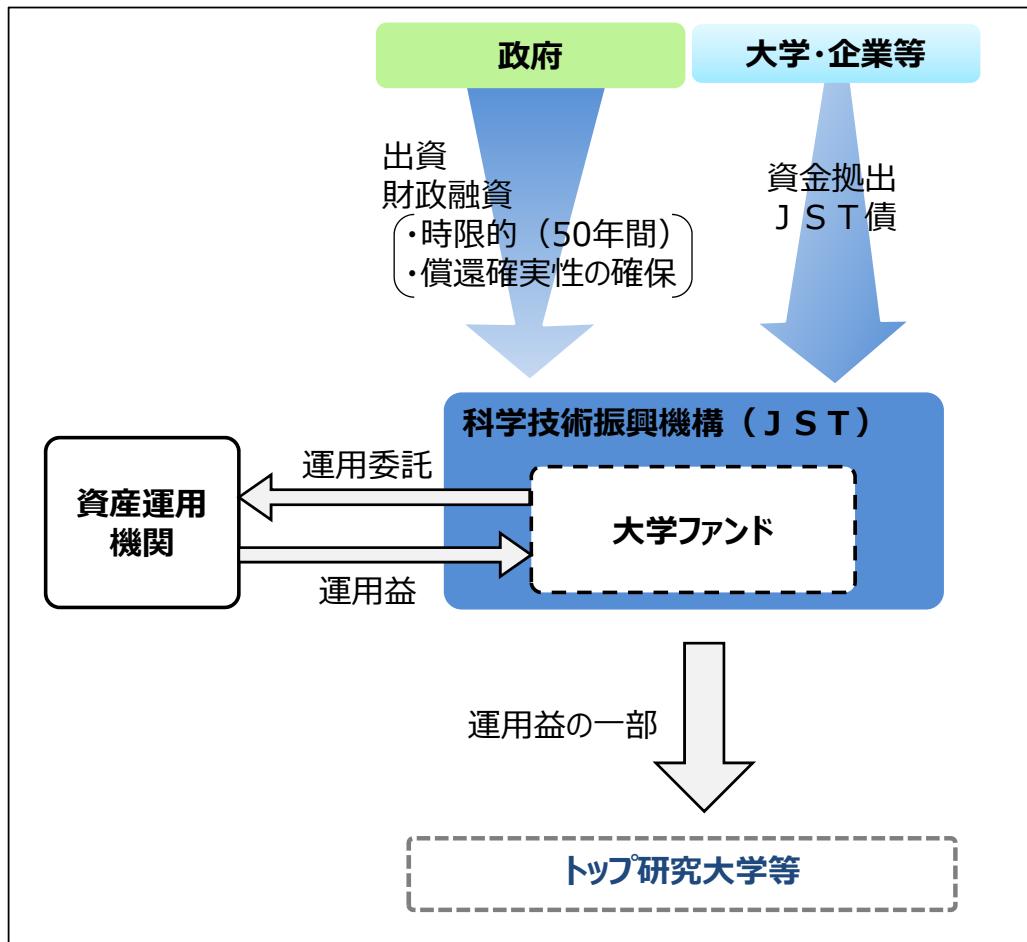 政府
大学・企業等
出資
財政融資
・時限的（50年間）
・償還確実性の確保
資金拠出
ＪＳＴ債
科学技術振興機構（ＪＳＴ）
運用委託
資産運用
機関
大学ファンド
運用益
運用益の一部
トップ研究大学等